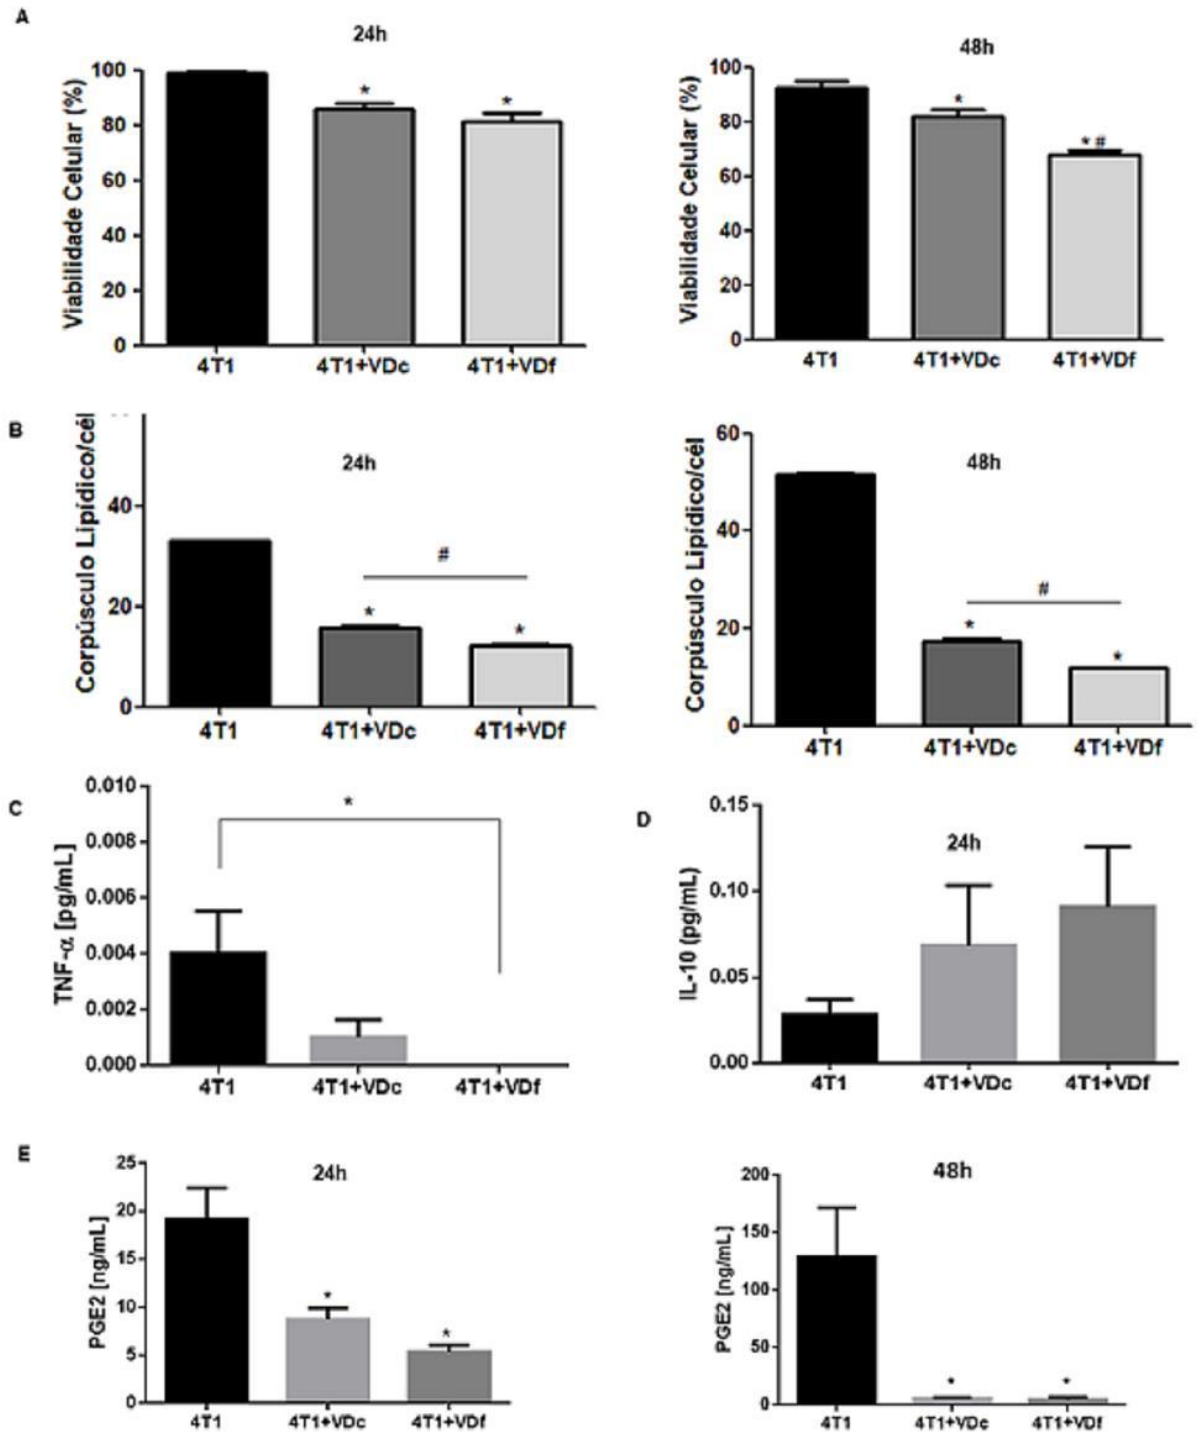 A
24h
Viabilidade Celular (%)
100
80
60
40
20
0
*
*
4T1
4T1+VDc
4T1+VDf
48h
Viabilidade Celular (%)
100
80
60
40
20
0
*
* #
4T1
4T1+VDc
4T1+VDf
B
24h
Corpúsculo Lipídico/cél
40
20
0
#
*
*
4T1
4T1+VDc
4T1+VDf
48h
Corpúsculo Lipídico/cél
60
40
20
0
#
*
*
4T1
4T1+VDc
4T1+VDf
C
TNF-α [pg/mL]
0.010
0.008
0.006
0.004
0.002
0.000
*
4T1
4T1+VDc
4T1+VDf
D
24h
IL-10 (pg/mL)
0.15
0.10
0.05
0.00
4T1
4T1+VDc
4T1+VDf
E
24h
PGE2 [ng/mL]
25
20
15
10
5
0
*
*
4T1
4T1+VDc
4T1+VDf
48h
PGE2 [ng/mL]
200
150
100
50
0
*
*
4T1
4T1+VDc
4T1+VDf